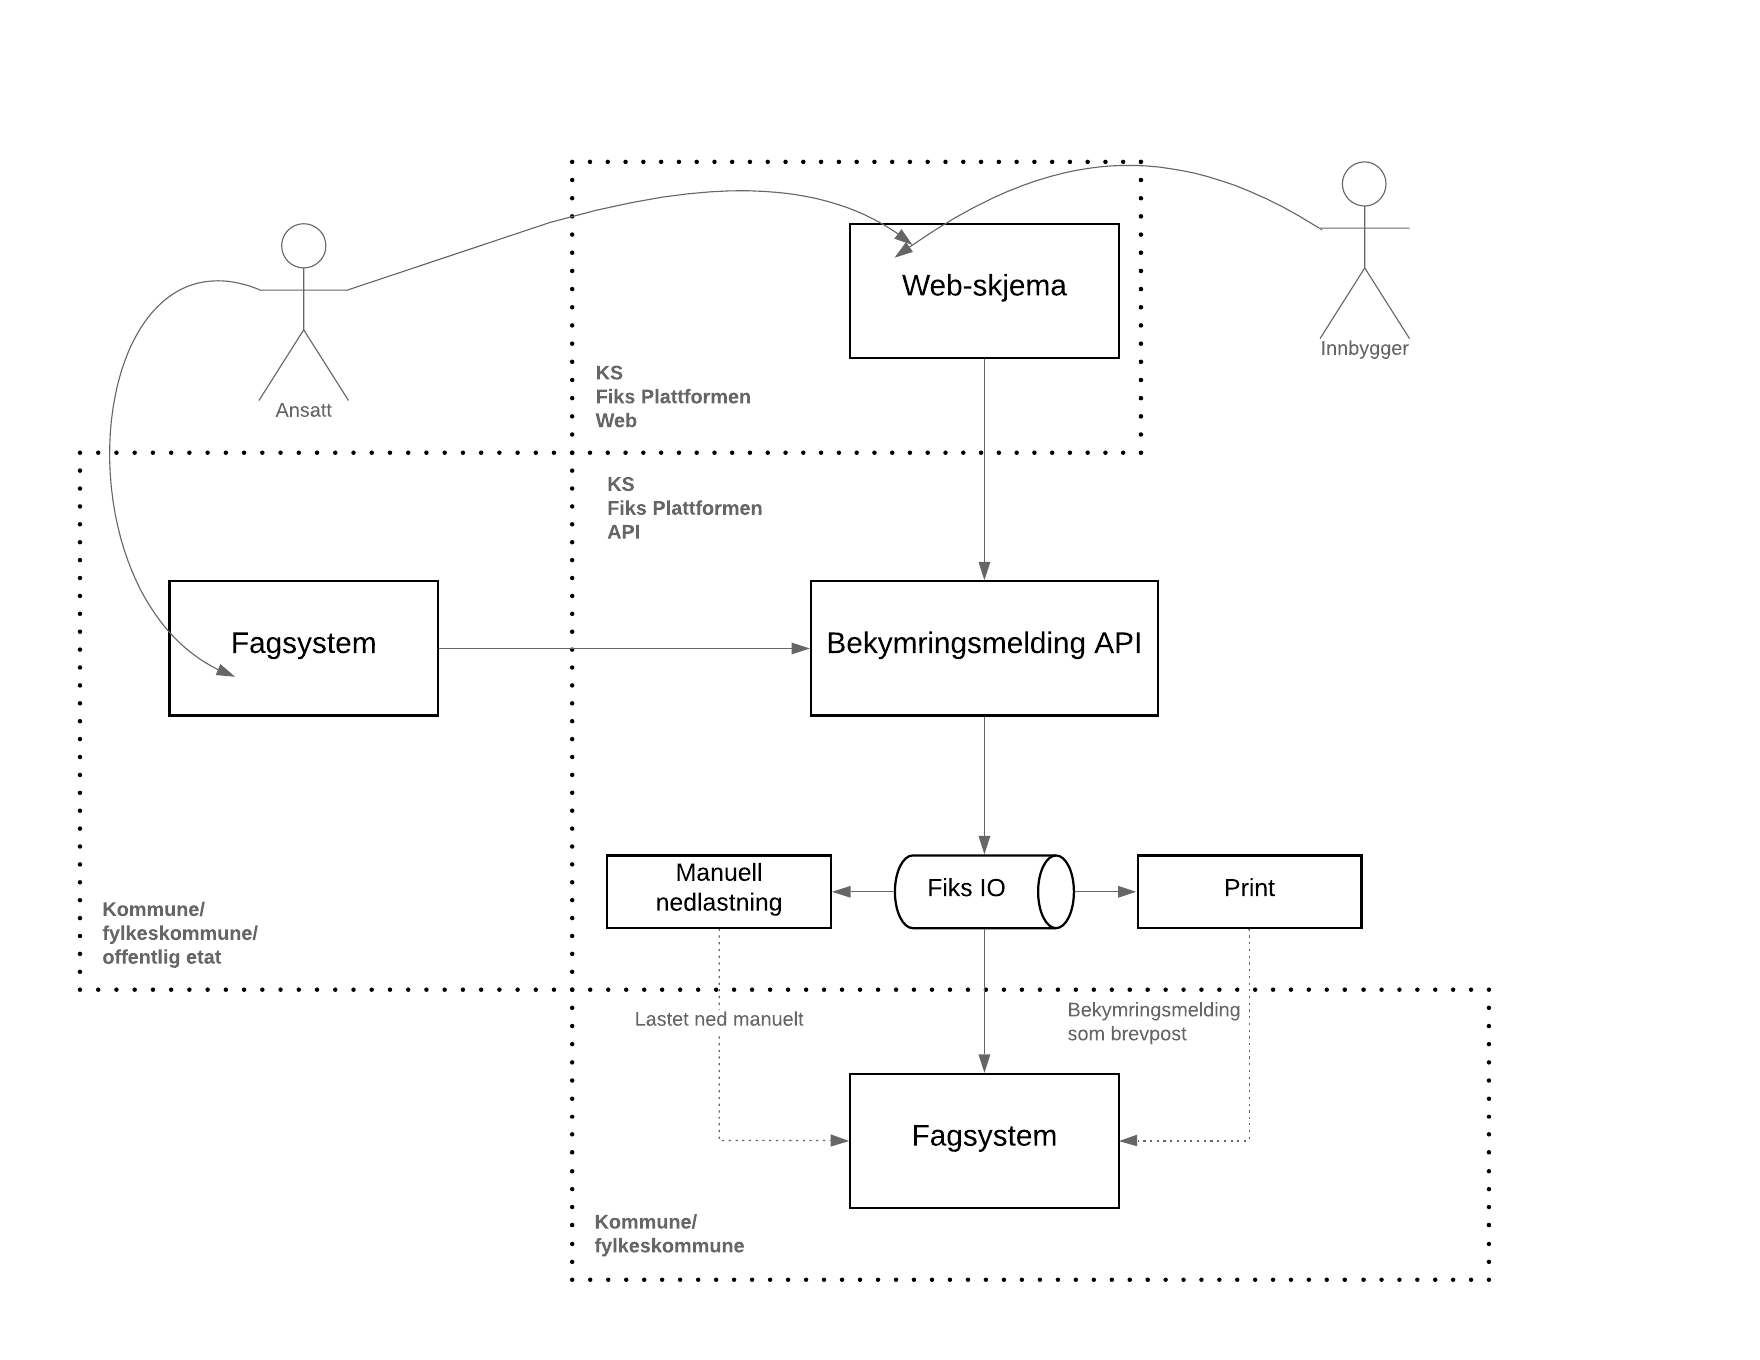 Web-skjema
Innbygger
Ansatt
KS
Fiks Plattformen
Web
KS
Fiks Plattformen
API
Fagsystem
Bekymringsmelding API
Manuell
nedlastning
Fiks IO
Print
Kommune/
fylkeskommune/
offentlig etat
Lastet ned manuelt
Bekymringsmelding
som brevpost
Fagsystem
Kommune/
fylkeskommune